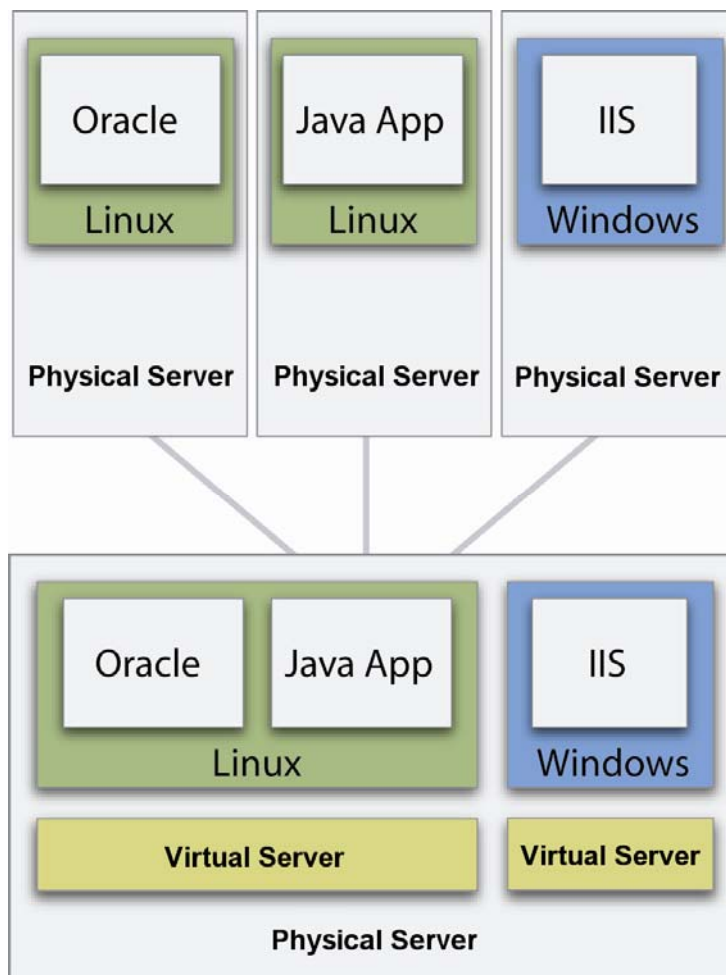 Oracle
Linux
Physical Server
Java App
Linux
Physical Server
IIS
Windows
Physical Server
Oracle
Java App
Linux
Virtual Server
IIS
Windows
Virtual Server
Physical Server